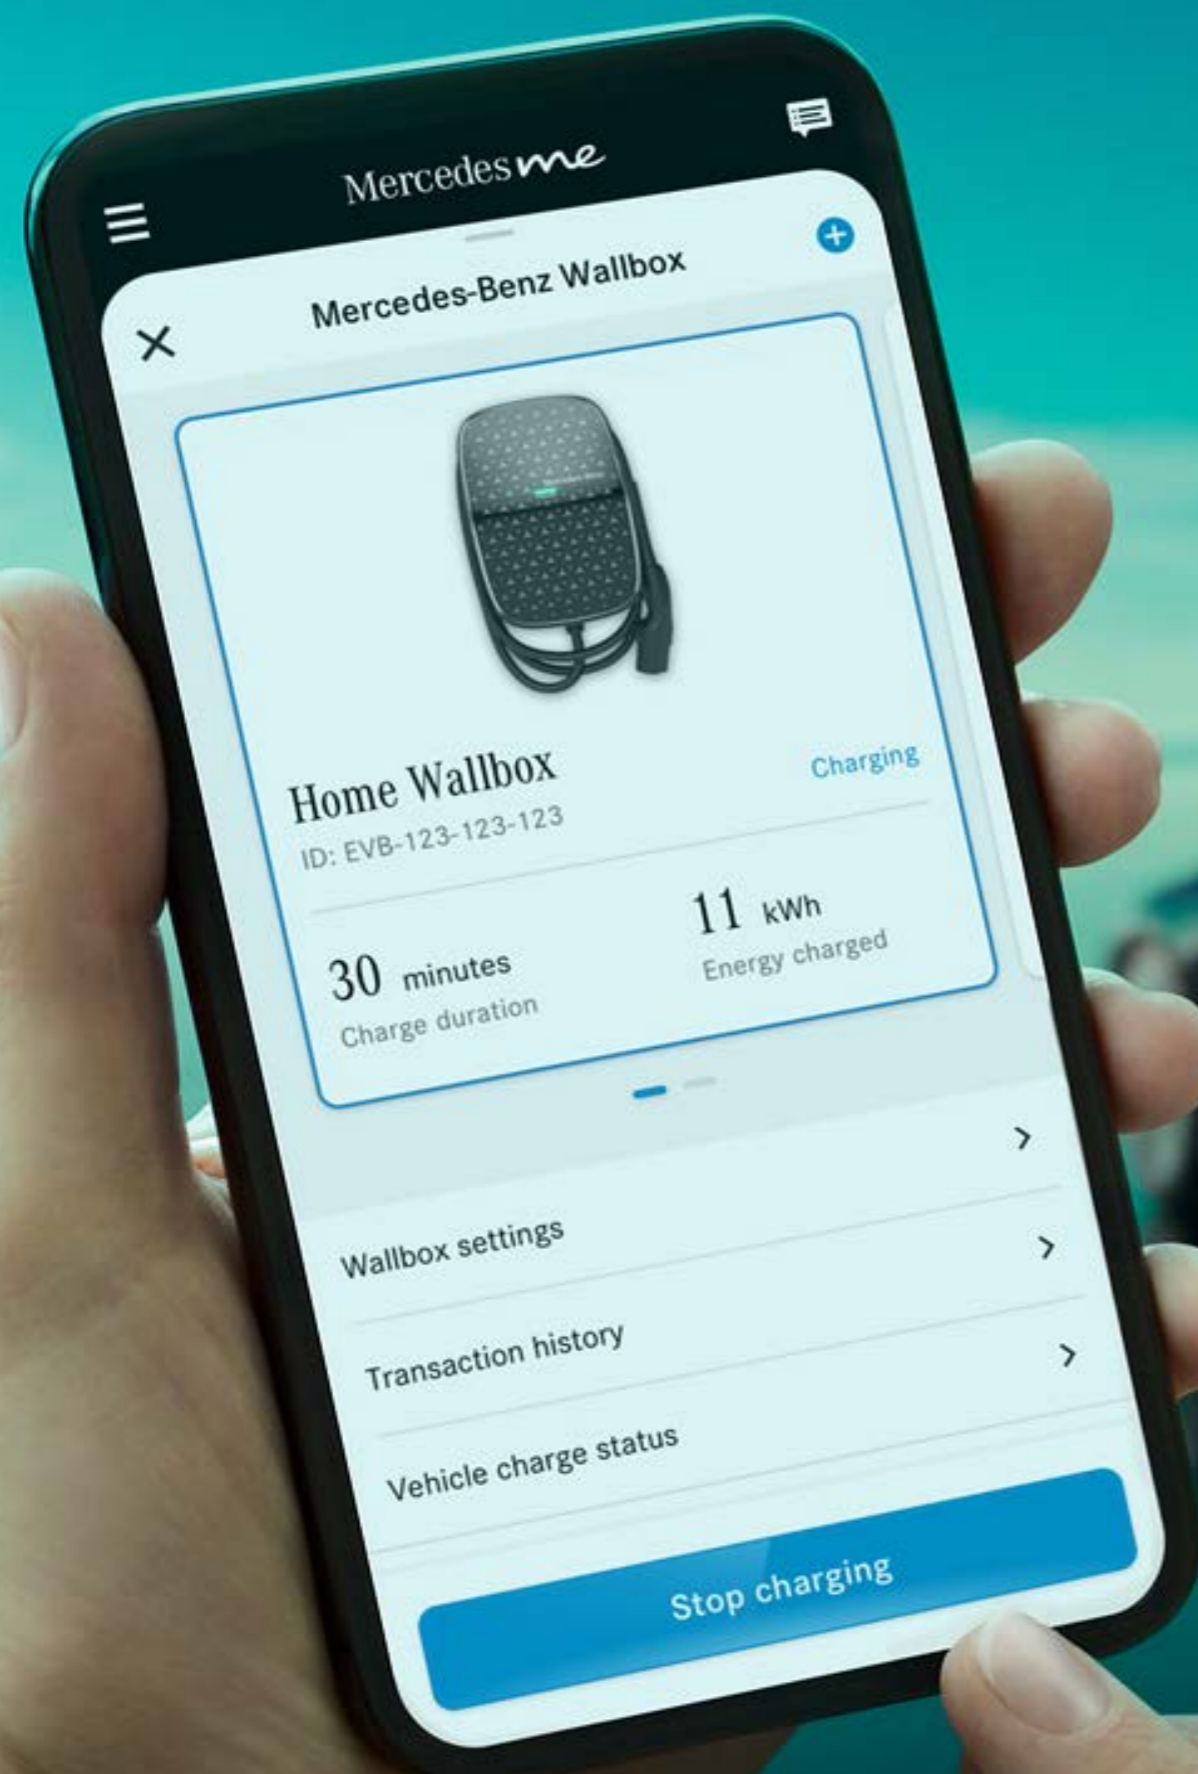 Mercedes me
Mercedes-Benz Wallbox
Home Wallbox
Charging
ID: EVB-123-123-123
30 minutes
Charge duration
11 kWh
Energy charged
Wallbox settings
Transaction history
Vehicle charge status
Stop charging